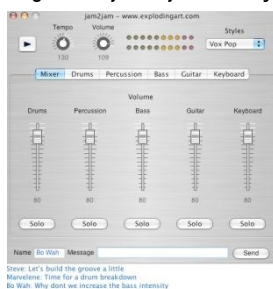 jam2jam – www.explodingart.com
Tempo Volume Styles
Vox Pop
130 109
Mixer Drums Percussion Bass Guitar Keyboard
Volume
Drums Percussion Bass Guitar Keyboard
80 80 80 80 80
Solo Solo Solo Solo Solo
Name Bo Wah Message Send
Steve: Let's build the groove a little
Marvelene: Time for a drum breakdown
Bo Wah: Why dont we increase the bass intensity